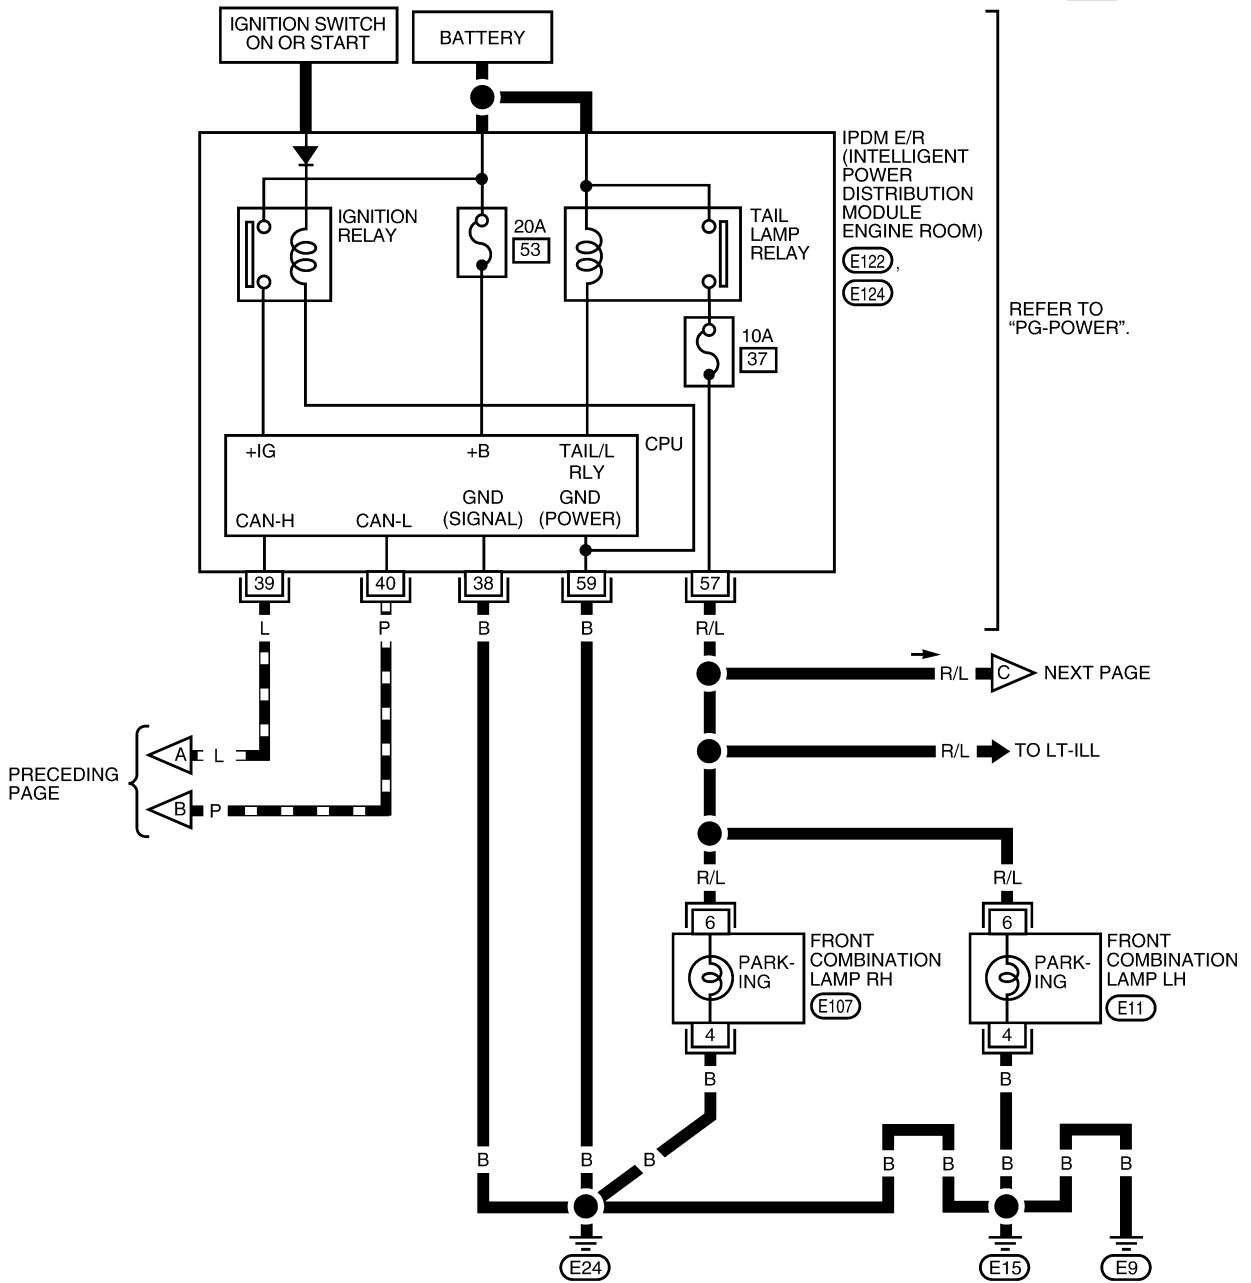 IGNITION SWITCH
ON OR START
BATTERY
IPDM E/R
(INTELLIGENT
POWER
DISTRIBUTION
MODULE
ENGINE ROOM)
E122 ,
E124
IGNITION
RELAY
20A
53
TAIL
LAMP
RELAY
10A
37
REFER TO
“PG-POWER”.
CPU
+IG
+B
TAIL/L
RLY
CAN-H
CAN-L
GND
(SIGNAL)
GND
(POWER)
39
40
38
59
57
L
P
B
B
R/L
R/L
C
NEXT PAGE
R/L
TO LT-ILL
PRECEDING
PAGE
A
L
B
P
R/L
R/L
6
PARK-
ING
4
FRONT
COMBINATION
LAMP RH
E107
6
PARK-
ING
4
FRONT
COMBINATION
LAMP LH
E11
B
B
B
B
B
B
B
B
B
B
E24
E15
E9